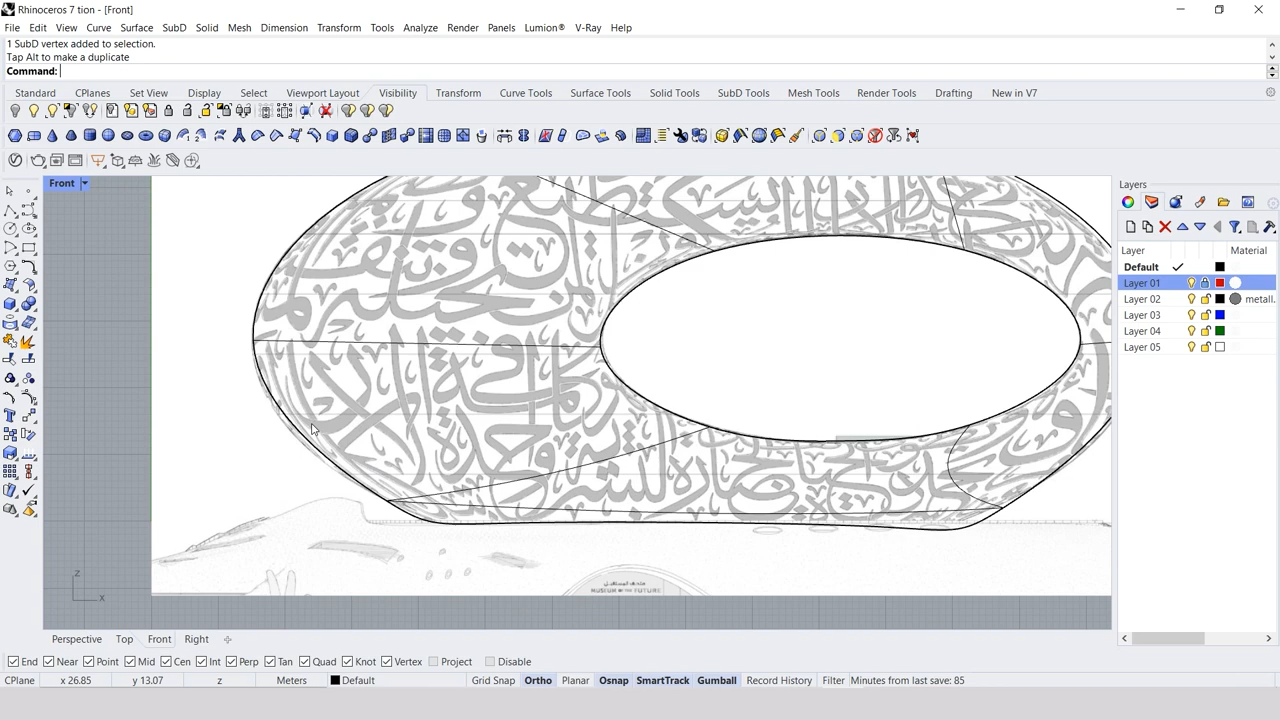 Rhinoceros 7 tion - [Front]
File Edit View Curve Surface Solid SubD Mesh Dimension Transform Tools Analyze Render Panels Lumion® V-Ray Help
1 SubD vertex added to selection.
Tap Alt to make a duplicate
Command:
Standard CPlanes Set View Display Select Viewport Layout Visibility Transform Curve Tools Surface Tools Solid Tools SubD Tools Mesh Tools Render Tools Drafting New in V7
Front
Layers
Layer Material
Default
Layer 01
Layer 02 metall.
Layer 03
Layer 04
Layer 05
متحف المستقبل
MUSEUM OF THE FUTURE
z
x
Perspective Top Front Right
End Near Point Mid Cen Int Perp Tan Quad Knot Vertex Project Disable
CPlane x 26.85 y 13.07 z Meters Default Grid Snap Ortho Planar Osnap SmartTrack Gumball Record History Filter Minutes from last save: 85